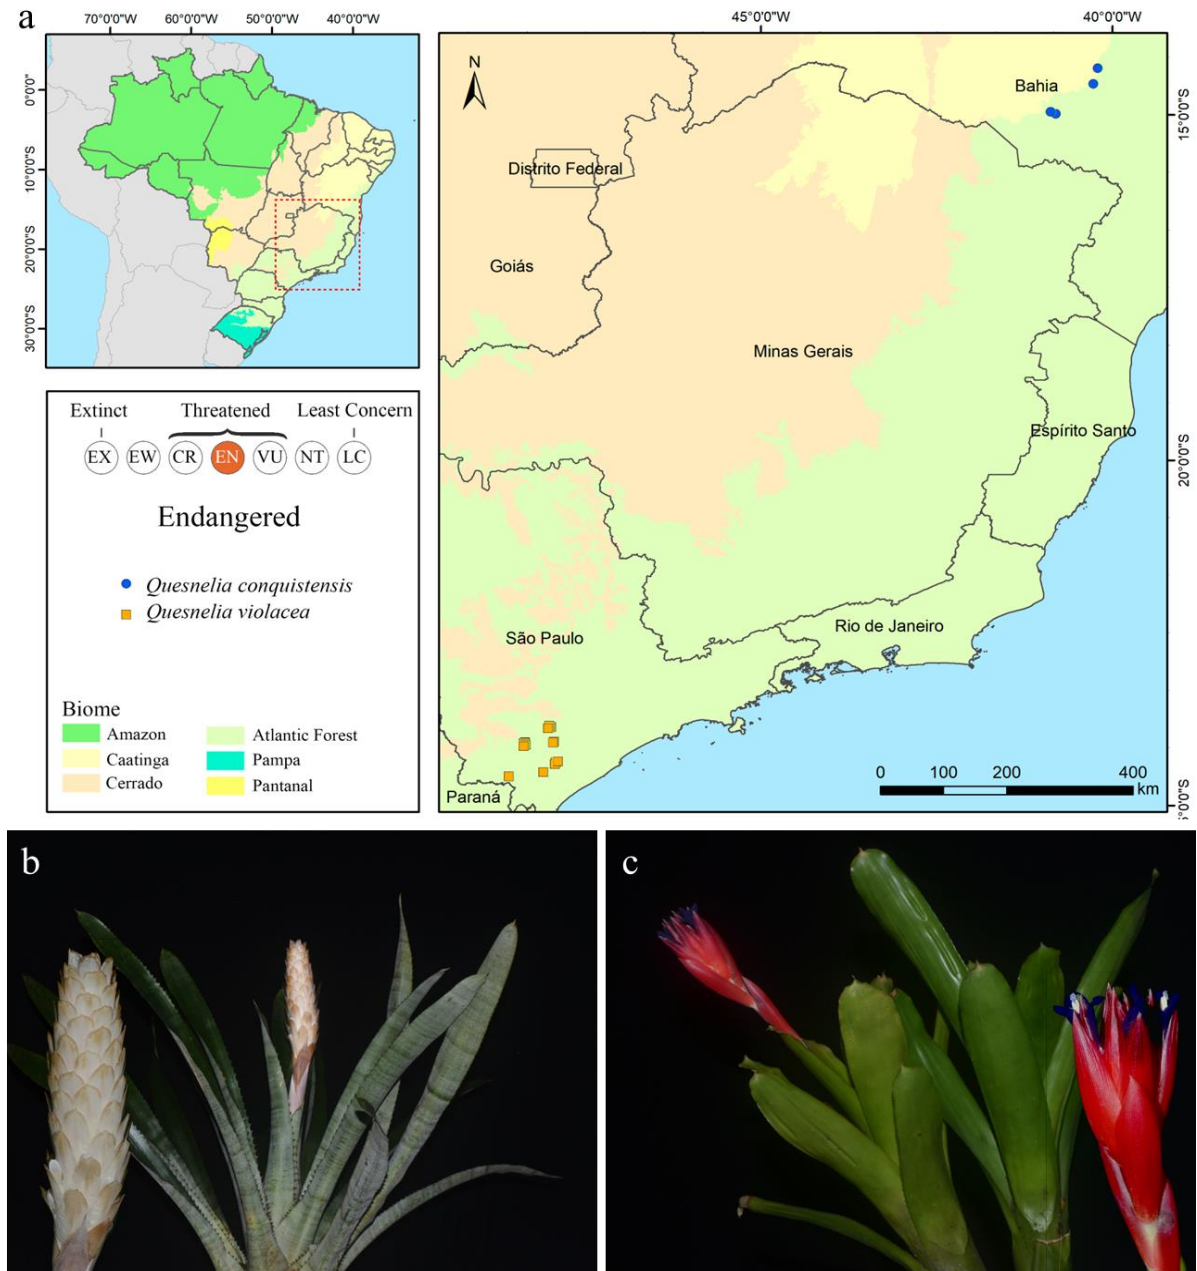 a
70°0'0"W 60°0'0"W 50°0'0"W 40°0'0"W
0°0'0"
10°0'0"S
20°0'0"S
30°0'0"S
45°0'0"W 40°0'0"W
N
Bahia
15°0'0"S
Distrito Federal
Goiás
Minas Gerais
Espírito Santo
20°0'0"S
Rio de Janeiro
São Paulo
Paraná
0 100 200 400
km
5°0'0"S
Extinct Threatened Least Concern
EX EW CR EN VU NT LC
Endangered
Quesnelia conquistensis
Quesnelia violacea
Biome
Amazon Atlantic Forest
Caatinga Pampa
Cerrado Pantanal
b
c